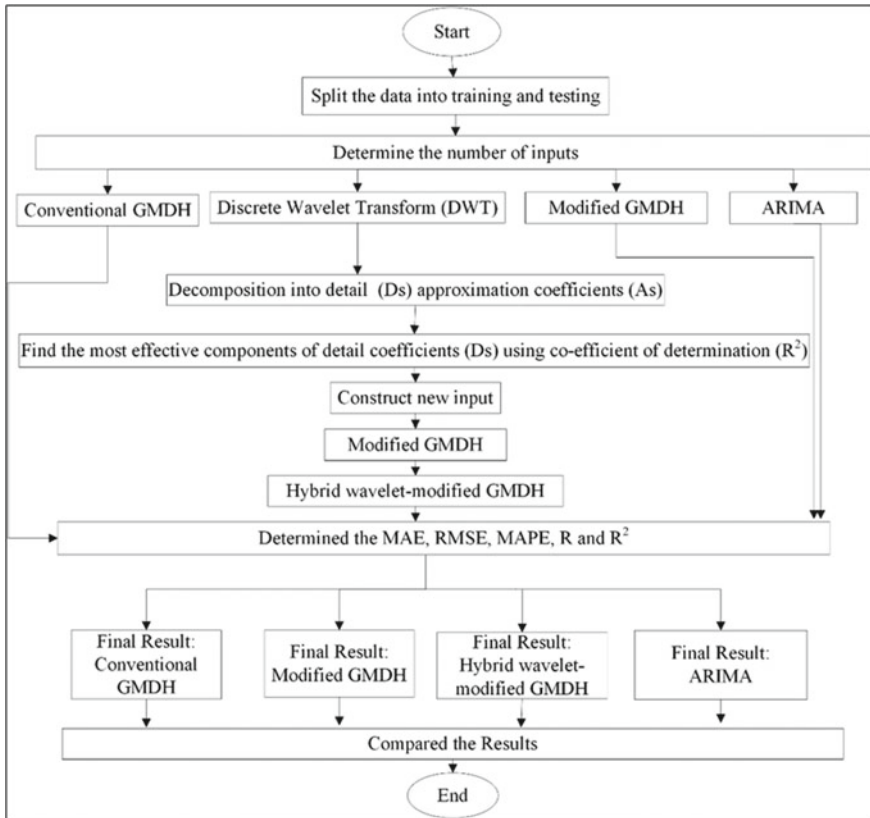 Start
Split the data into training and testing
Determine the number of inputs
Conventional GMDH
Discrete Wavelet Transform (DWT)
Modified GMDH
ARIMA
Decomposition into detail (Ds) approximation coefficients (As)
Find the most effective components of detail coefficients (Ds) using co-efficient of determination (R²)
Construct new input
Modified GMDH
Hybrid wavelet-modified GMDH
Determined the MAE, RMSE, MAPE, R and R²
Final Result:
Conventional
GMDH
Final Result:
Modified GMDH
Final Result:
Hybrid wavelet-
modified GMDH
Final Result:
ARIMA
Compared the Results
End